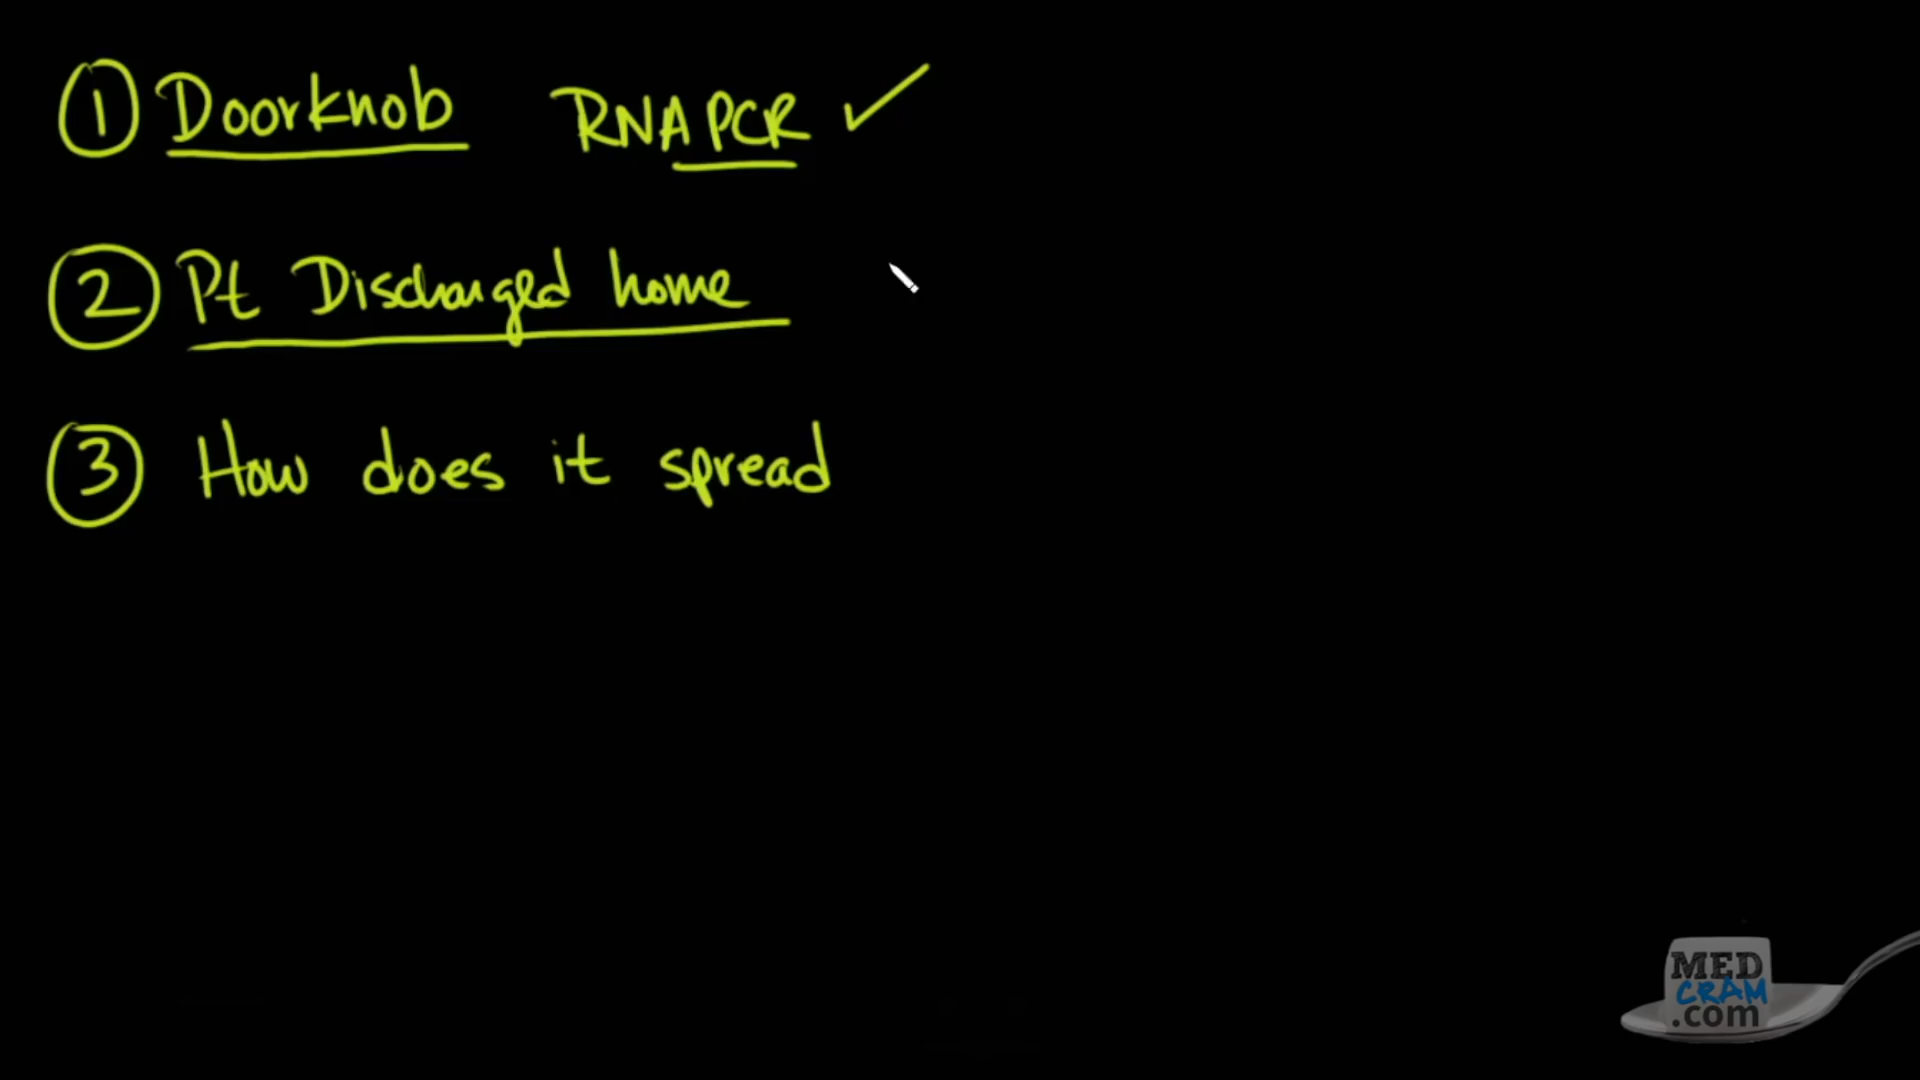 ① Doorknob RNA PCR ✓
② Pt Discharged home
③ How does it spread
MED
CRAM
.com